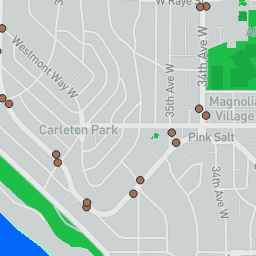 W Raye
Westmont Way W
34th Ave W
35th Ave W
Magnolia
Village
Carleton Park
Pink Salt
34th Ave W